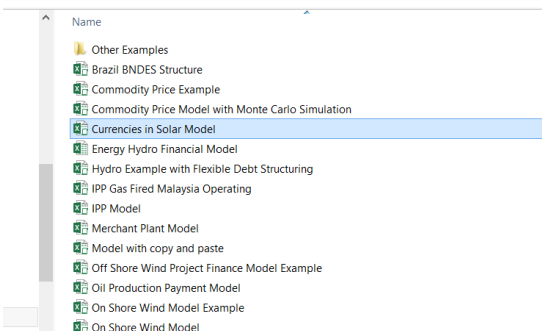 Name
Other Examples
Brazil BNDES Structure
Commodity Price Example
Commodity Price Model with Monte Carlo Simulation
Currencies in Solar Model
Energy Hydro Financial Model
Hydro Example with Flexible Debt Structuring
IPP Gas Fired Malaysia Operating
IPP Model
Merchant Plant Model
Model with copy and paste
Off Shore Wind Project Finance Model Example
Oil Production Payment Model
On Shore Wind Model Example
On Shore Wind Model